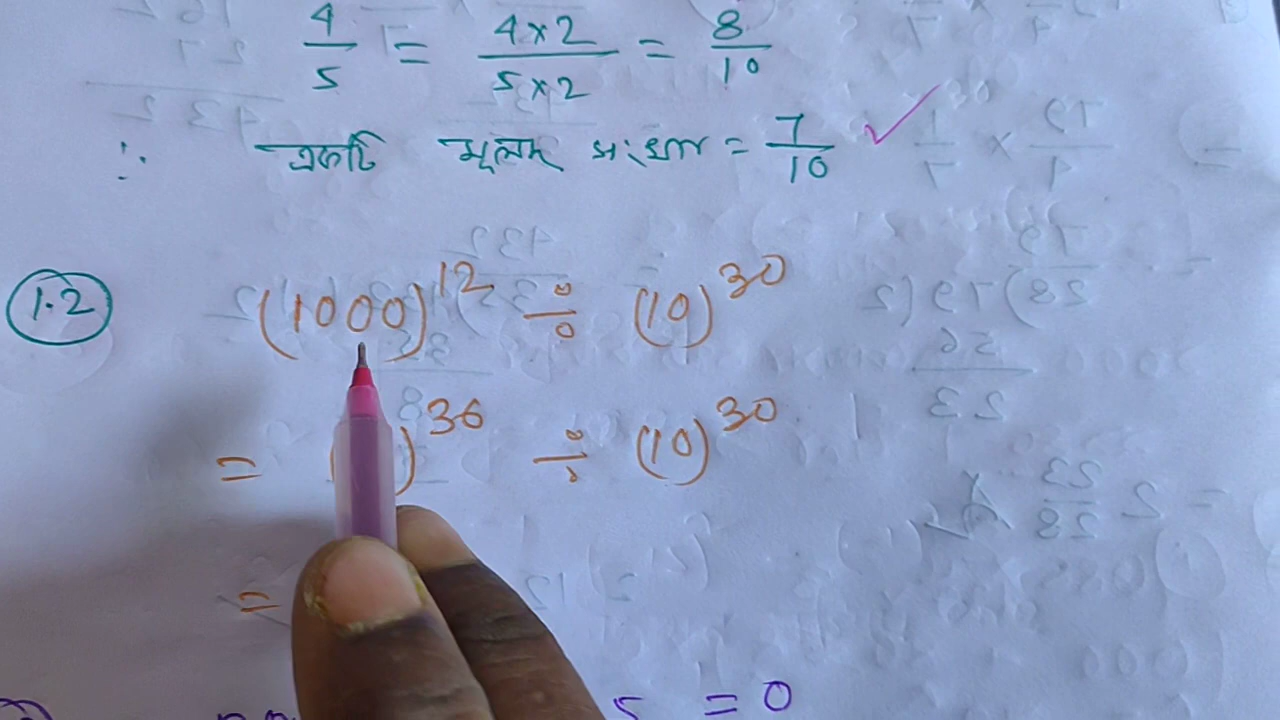 4/5 = 4×2/5×2 = 8/10
∴ একটি মূলদ সংখ্যা = 7/10 ✓
1.2 (1000)^12 ÷ (10)^30
= )^36 ÷ (10)^30
=
5 = 0